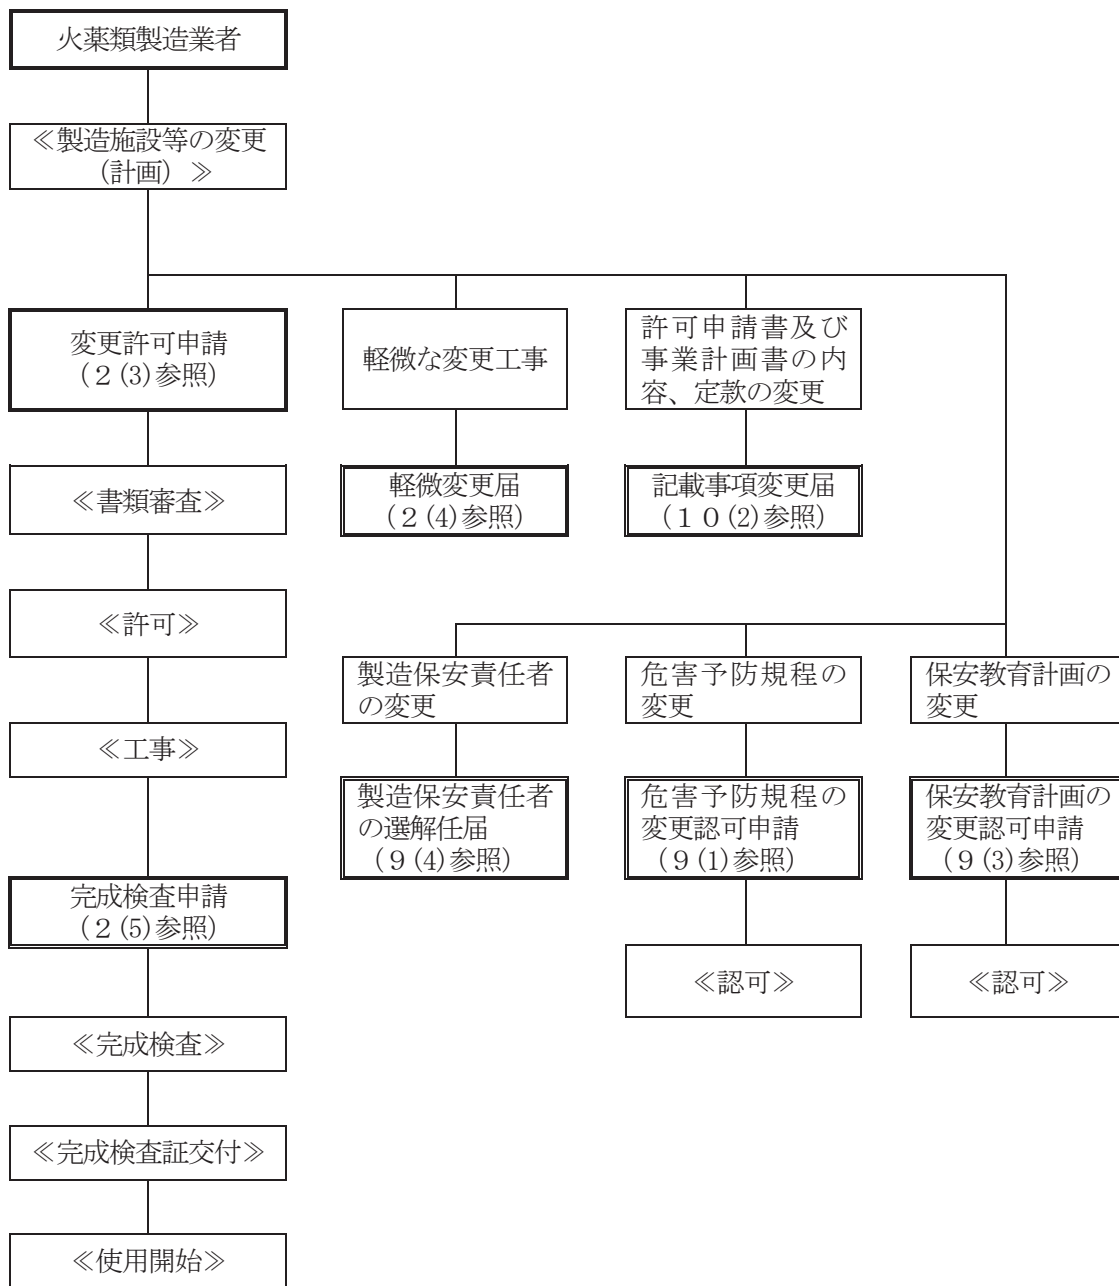 火薬類製造業者
≪製造施設等の変更
(計画) ≫
変更許可申請
(２(3)参照)
軽微な変更工事
許可申請書及び
事業計画書の内
容、定款の変更
≪書類審査≫
軽微変更届
(２(4)参照)
記載事項変更届
(１０(2)参照)
≪許可≫
製造保安責任者
の変更
危害予防規程の
変更
保安教育計画の
変更
≪工事≫
製造保安責任者
の選解任届
(９(4)参照)
危害予防規程の
変更認可申請
(９(1)参照)
保安教育計画の
変更認可申請
(９(3)参照)
完成検査申請
(２(5)参照)
≪認可≫
≪認可≫
≪完成検査≫
≪完成検査証交付≫
≪使用開始≫